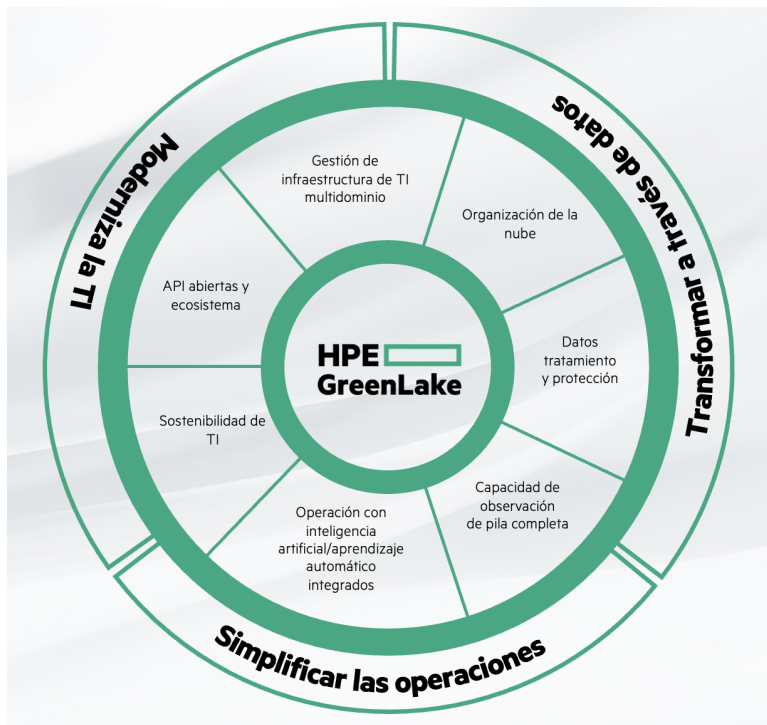 Moderniza la TI
Transformar a través de datos
Simplificar las operaciones
Gestión de
infraestructura de TI
multidominio
Organización de la
nube
Datos
tratamiento
y protección
Capacidad de
observación
de pila completa
Operación con
inteligencia
artificial/aprendizaje
automático
integrados
Sostenibilidad de
TI
API abiertas y
ecosistema
HPE
GreenLake